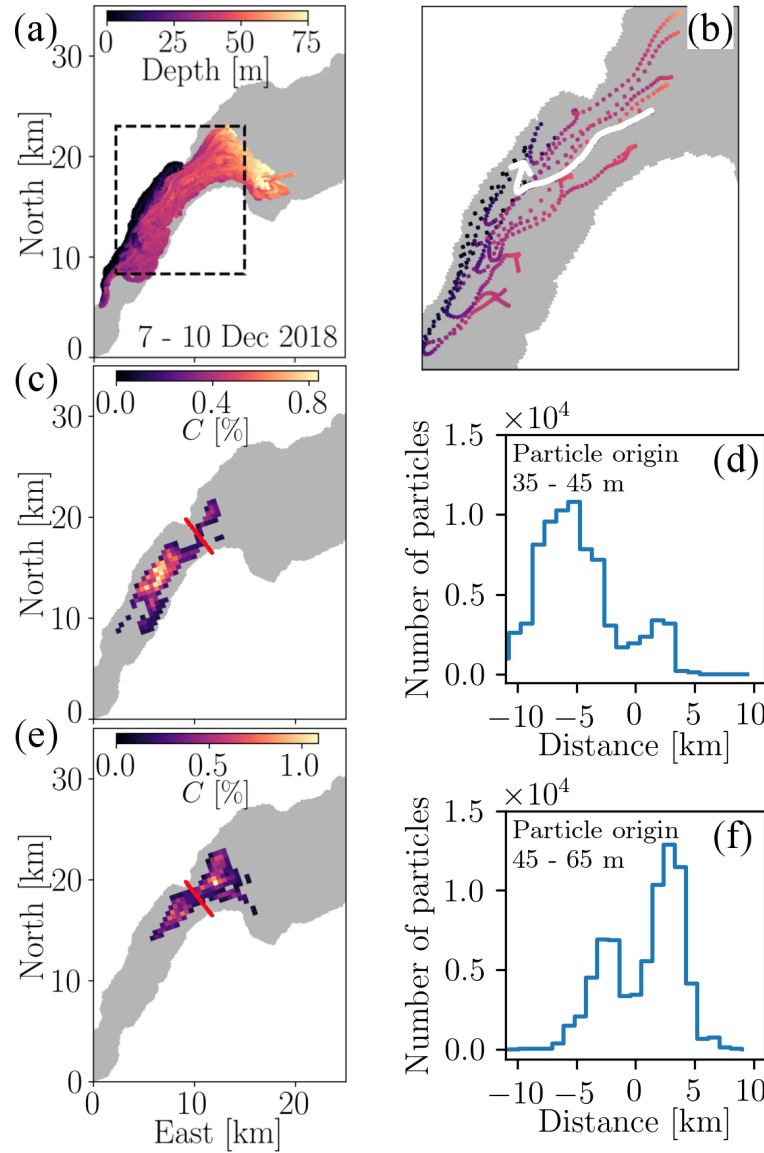 (a)
0 25 50 75
Depth [m]
30
20
10
0
North [km]
7 - 10 Dec 2018
(b)
(c)
0.0 0.4 0.8
C [%]
30
20
10
0
North [km]
(d)
×10⁴
Particle origin
35 - 45 m
1.5
1.0
0.5
0.0
Number of particles
−10 −5 0 5 10
Distance [km]
(e)
0.0 0.5 1.0
C [%]
30
20
10
0
North [km]
0 10 20
East [km]
(f)
×10⁴
Particle origin
45 - 65 m
1.5
1.0
0.5
0.0
Number of particles
−10 −5 0 5 10
Distance [km]